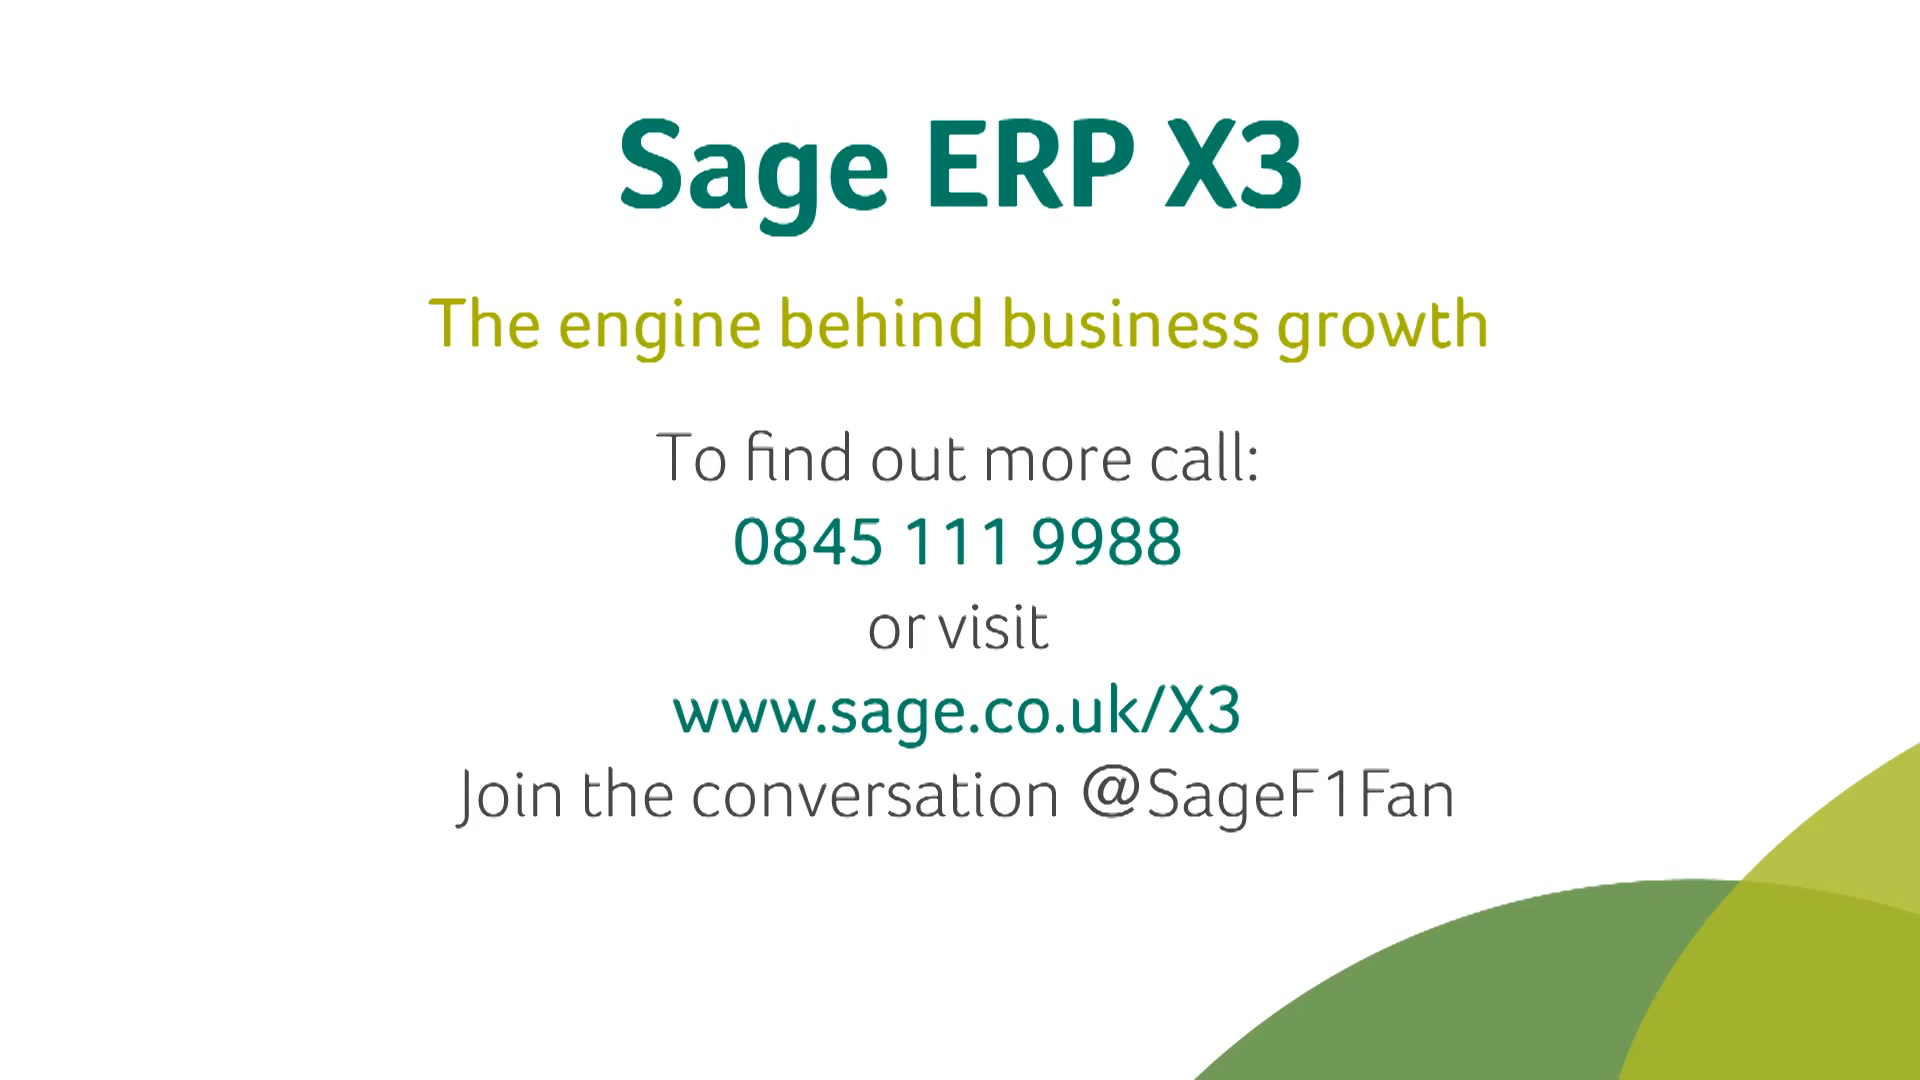 Sage ERP X3
The engine behind business growth
To find out more call:
0845 111 9988
or visit
www.sage.co.uk/X3
Join the conversation @SageF1Fan